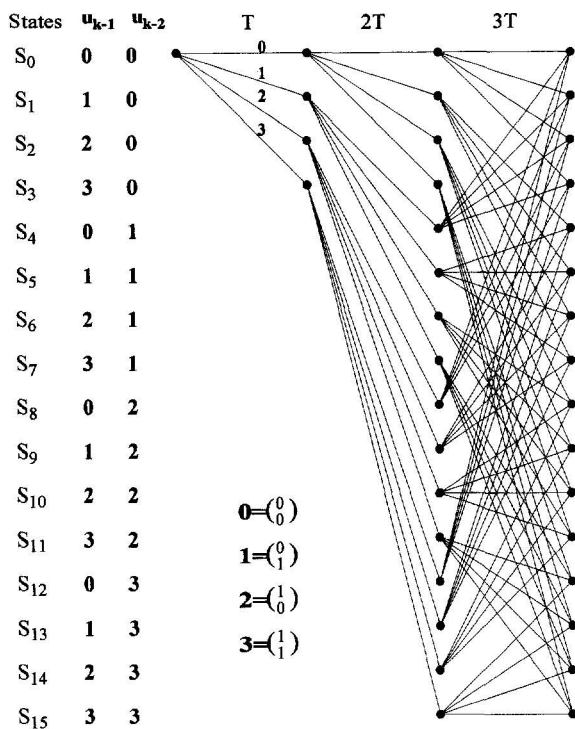 States u_{k-1} u_{k-2} T 2T 3T
S_0 0 0 0
1
S_1 1 0 2
S_2 2 0 3
S_3 3 0
S_4 0 1
S_5 1 1
S_6 2 1
S_7 3 1
S_8 0 2
S_9 1 2
S_10 2 2 0=(0 0)
S_11 3 2 1=(0 1)
S_12 0 3 2=(1 0)
S_13 1 3 3=(1 1)
S_14 2 3
S_15 3 3